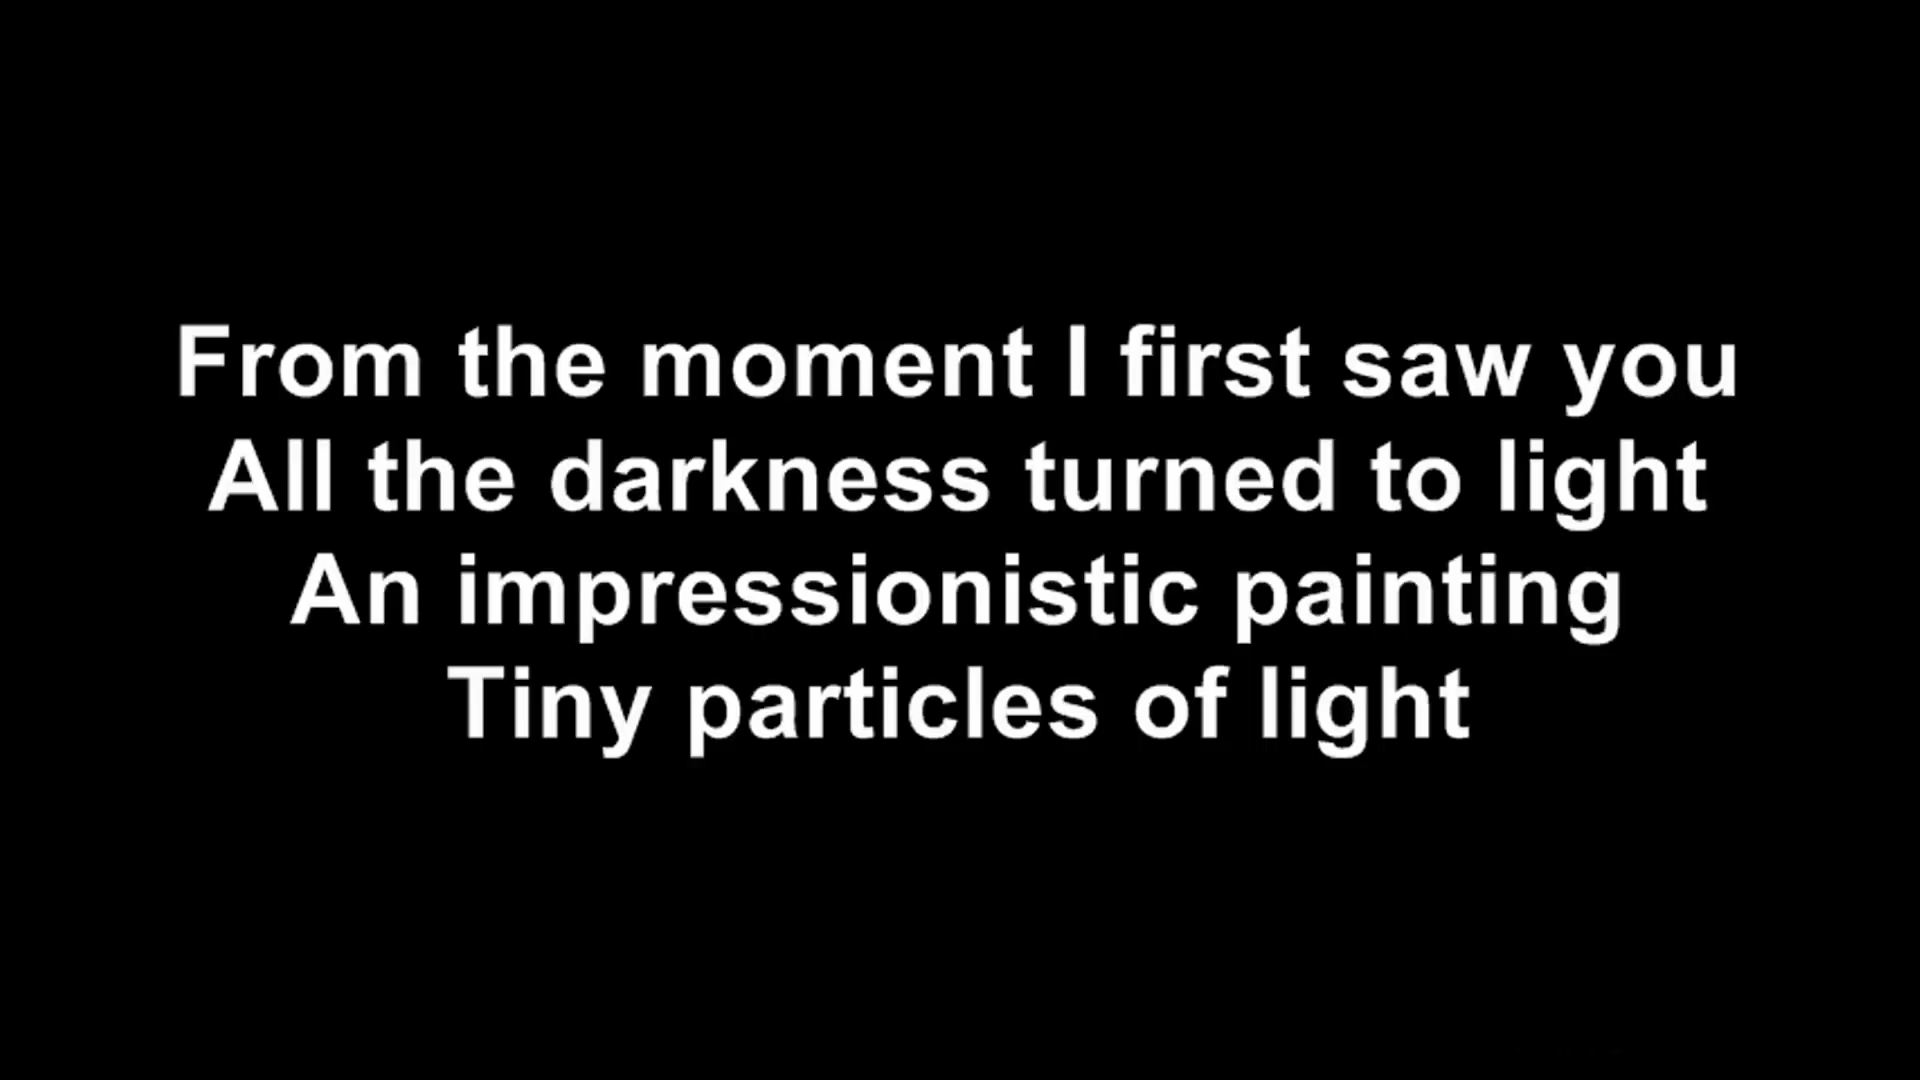 From the moment I first saw you
All the darkness turned to light
An impressionistic painting
Tiny particles of light